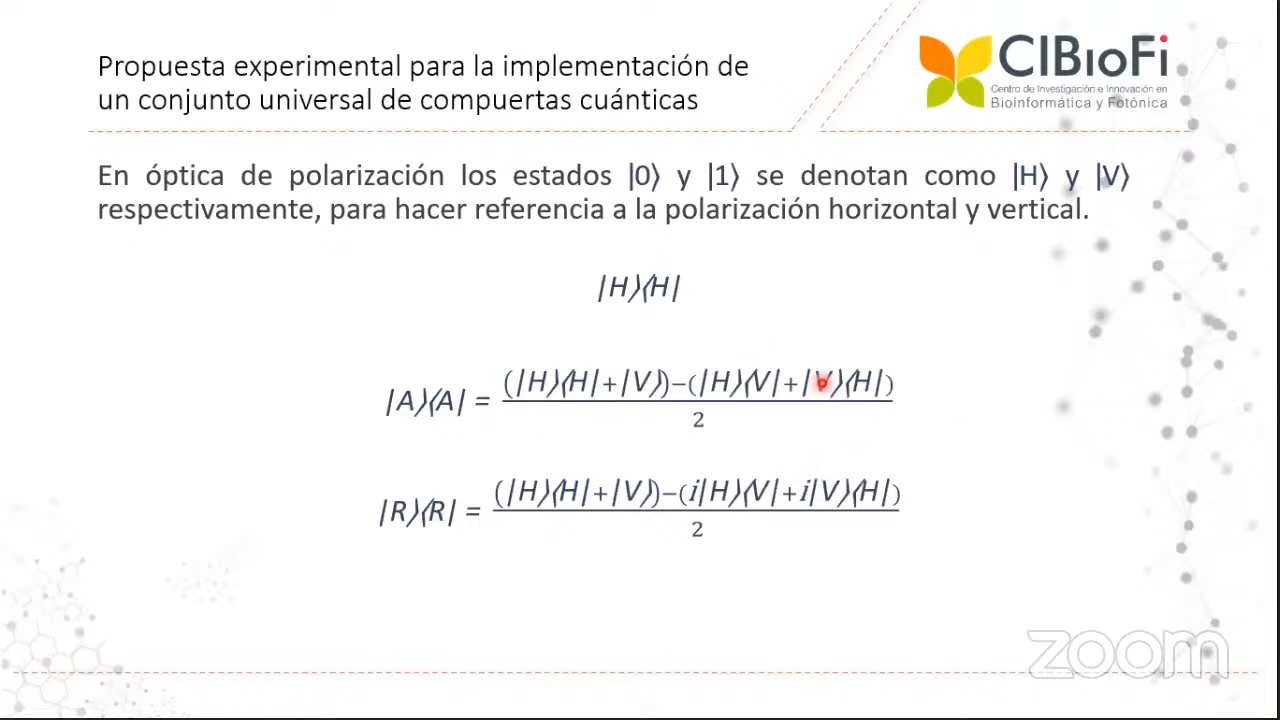 Propuesta experimental para la implementación de
un conjunto universal de compuertas cuánticas
CIBioFi
Centro de Investigación e Innovación en
Bioinformática y Fotónica
En óptica de polarización los estados |0⟩ y |1⟩ se denotan como |H⟩ y |V⟩
respectivamente, para hacer referencia a la polarización horizontal y vertical.
|H⟩⟨H|
|A⟩⟨A| = (|H⟩⟨H|+|V⟩)−(|H⟩⟨V|+|V⟩⟨H|)
2
|R⟩⟨R| = (|H⟩⟨H|+|V⟩)−(i|H⟩⟨V|+i|V⟩⟨H|)
2
zoom